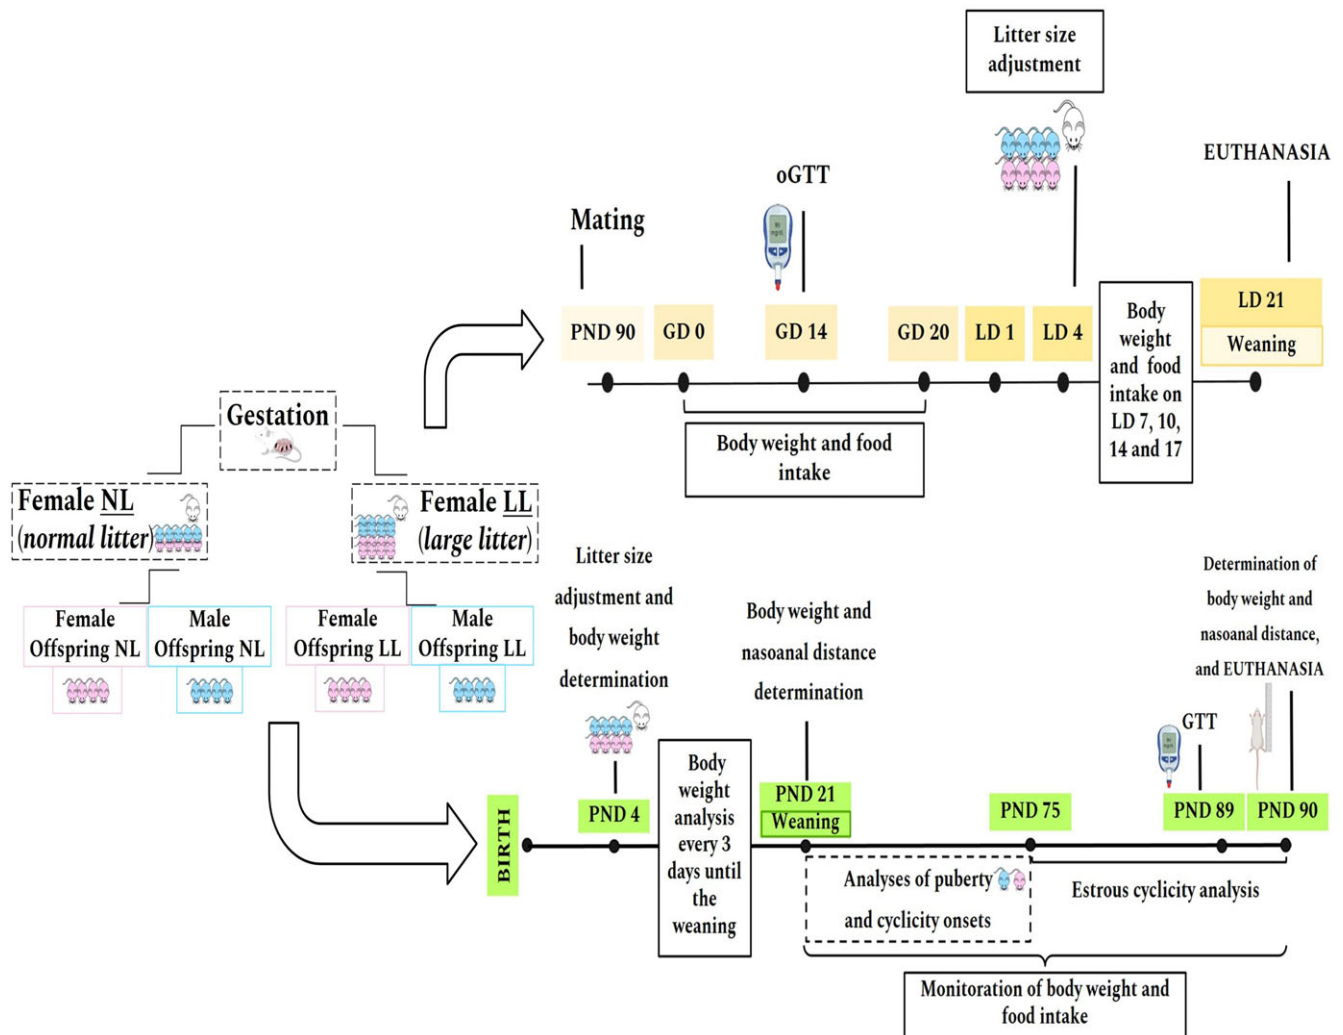 Litter size
adjustment
EUTHANASIA
oGTT
Mating
PND 90
GD 0
GD 14
GD 20
LD 1
LD 4
Body
weight
and food
intake on
LD 7, 10,
14 and 17
LD 21
Weaning
Body weight and food
intake
Gestation
Female NL
(normal litter)
Female LL
(large litter)
Female
Offspring NL
Male
Offspring NL
Female
Offspring LL
Male
Offspring LL
Litter size
adjustment and
body weight
determination
Body weight and
nasoanal distance
determination
Determination of
body weight and
nasoanal distance,
and EUTHANASIA
GTT
BIRTH
PND 4
Body
weight
analysis
every 3
days until
the
weaning
PND 21
Weaning
PND 75
PND 89
PND 90
Analyses of puberty
and cyclicity onsets
Estrous cyclicity analysis
Monitoration of body weight and
food intake